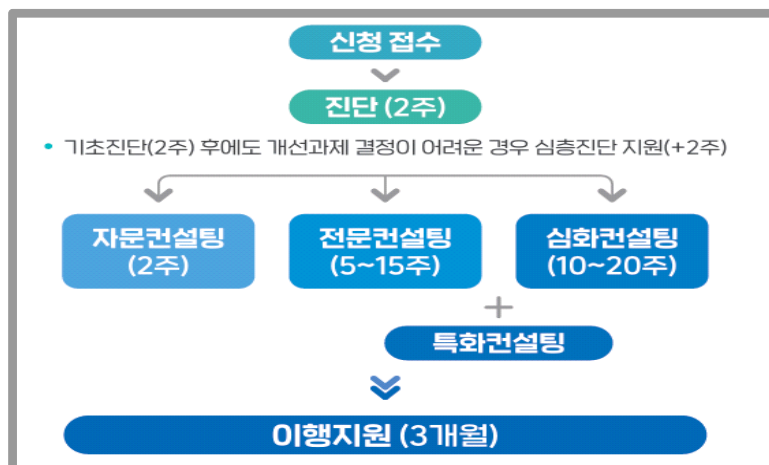 신청 접수
진단 (2주)
• 기초진단(2주) 후에도 개선과제 결정이 어려운 경우 심층진단 지원(+2주)
자문컨설팅
(2주)
전문컨설팅
(5~15주)
심화컨설팅
(10~20주)
+
특화컨설팅
이행지원 (3개월)